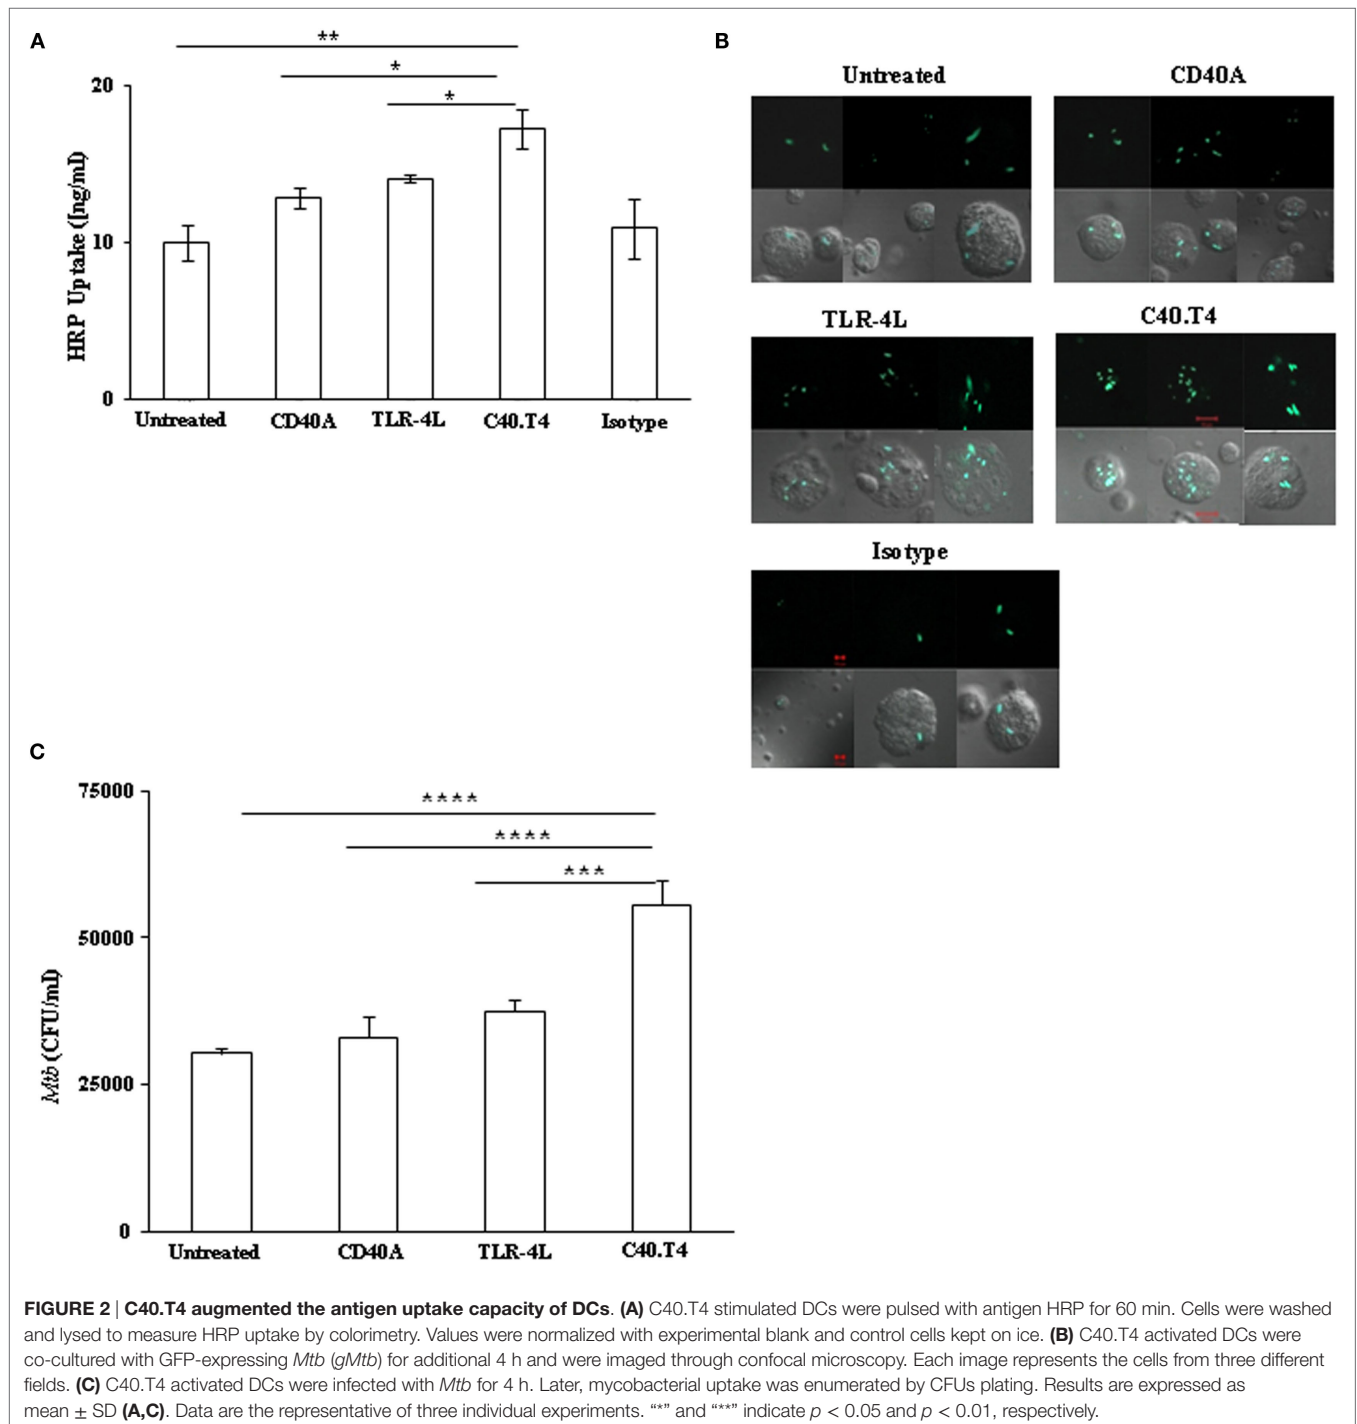 A
**
*
*
20
10
0
HRP Uptake ([ng/ml)
Untreated CD40A TLR-4L C40.T4 Isotype
B
Untreated CD40A
TLR-4L C40.T4
Isotype
C
****
****
***
75000
50000
25000
0
Mtb (CFU/ml)
Untreated CD40A TLR-4L C40.T4
FIGURE 2 | C40.T4 augmented the antigen uptake capacity of DCs. (A) C40.T4 stimulated DCs were pulsed with antigen HRP for 60 min. Cells were washed
and lysed to measure HRP uptake by colorimetry. Values were normalized with experimental blank and control cells kept on ice. (B) C40.T4 activated DCs were
co-cultured with GFP-expressing Mtb (gMtb) for additional 4 h and were imaged through confocal microscopy. Each image represents the cells from three different
fields. (C) C40.T4 activated DCs were infected with Mtb for 4 h. Later, mycobacterial uptake was enumerated by CFUs plating. Results are expressed as
mean ± SD (A,C). Data are the representative of three individual experiments. “*” and “**” indicate p < 0.05 and p < 0.01, respectively.